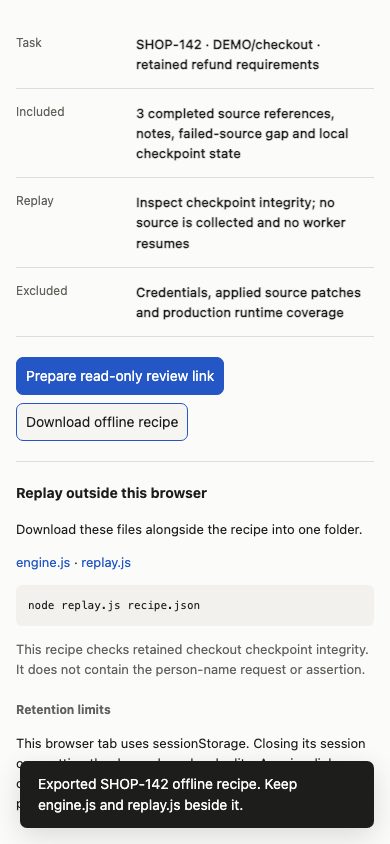 Task
SHOP-142 · DEMO/checkout ·
retained refund requirements
Included
3 completed source references,
notes, failed-source gap and local
checkpoint state
Replay
Inspect checkpoint integrity; no
source is collected and no worker
resumes
Excluded
Credentials, applied source patches
and production runtime coverage
Prepare read-only review link
Download offline recipe
Replay outside this browser
Download these files alongside the recipe into one folder.
engine.js · replay.js
node replay.js recipe.json
This recipe checks retained checkout checkpoint integrity.
It does not contain the person-name request or assertion.
Retention limits
This browser tab uses sessionStorage. Closing its session
Exported SHOP-142 offline recipe. Keep
engine.js and replay.js beside it.